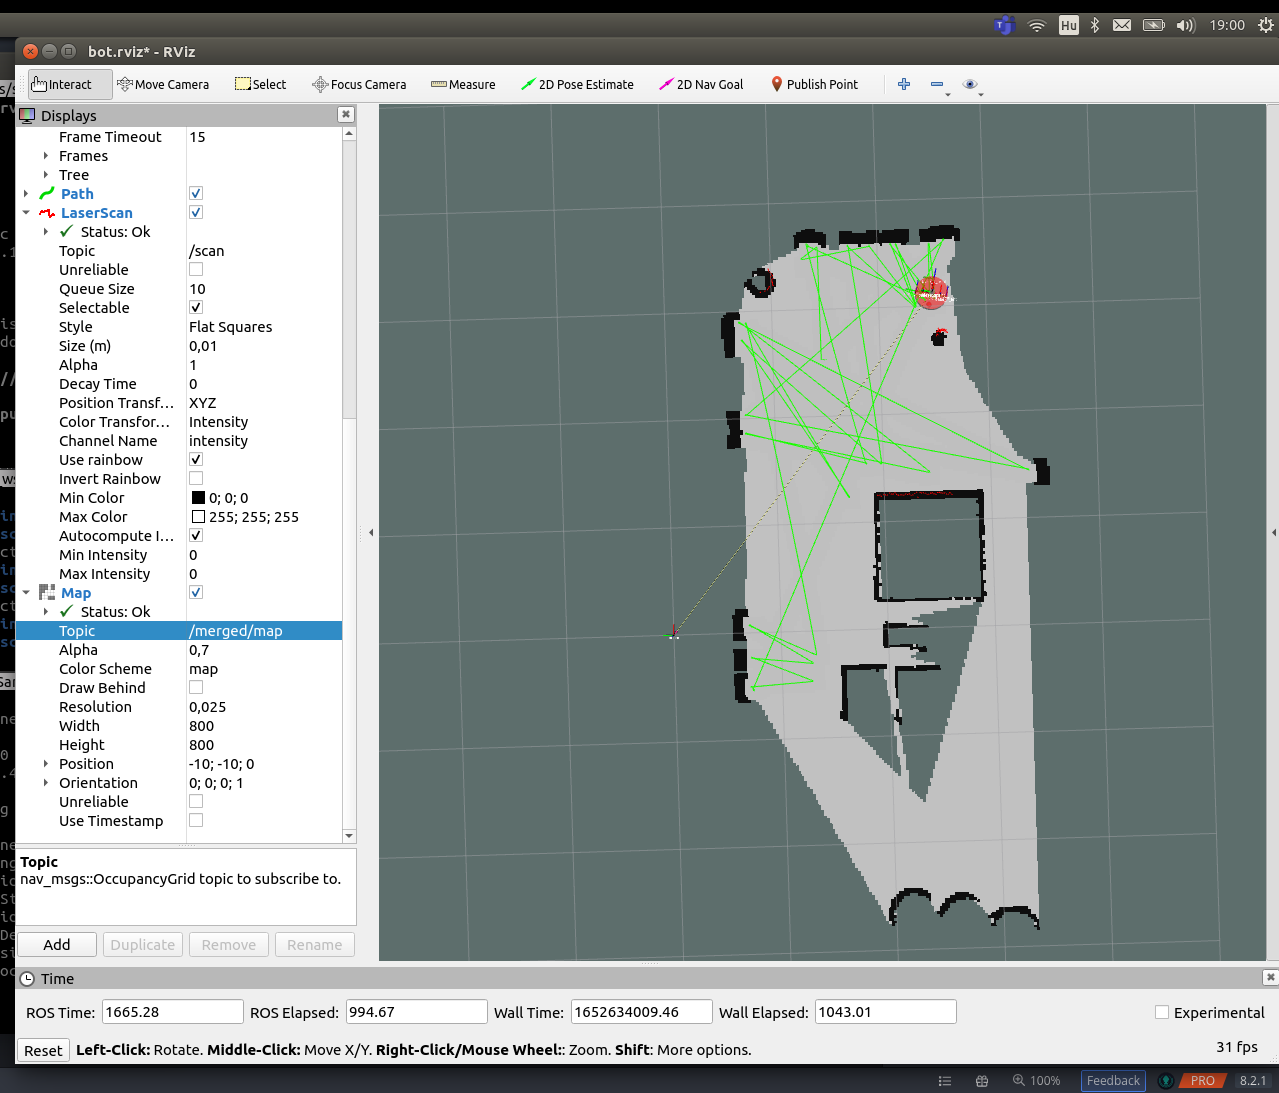 Hu
19:00
bot.rviz* - RViz
Interact
Move Camera
Select
Focus Camera
Measure
2D Pose Estimate
2D Nav Goal
Publish Point
Displays
Frame Timeout 15
Frames
Tree
Path
LaserScan
Status: Ok
Topic /scan
Unreliable
Queue Size 10
Selectable
Style Flat Squares
Size (m) 0,01
Alpha 1
Decay Time 0
Position Transf... XYZ
Color Transfor... Intensity
Channel Name intensity
Use rainbow
Invert Rainbow
Min Color 0; 0; 0
Max Color 255; 255; 255
Autocompute I...
Min Intensity 0
Max Intensity 0
Map
Status: Ok
Topic /merged/map
Alpha 0,7
Color Scheme map
Draw Behind
Resolution 0,025
Width 800
Height 800
Position -10; -10; 0
Orientation 0; 0; 0; 1
Unreliable
Use Timestamp
Topic
nav_msgs::OccupancyGrid topic to subscribe to.
Add Duplicate Remove Rename
Time
ROS Time: 1665.28 ROS Elapsed: 994.67 Wall Time: 1652634009.46 Wall Elapsed: 1043.01 Experimental
Reset Left-Click: Rotate. Middle-Click: Move X/Y. Right-Click/Mouse Wheel:: Zoom. Shift: More options. 31 fps
100% Feedback PRO 8.2.1